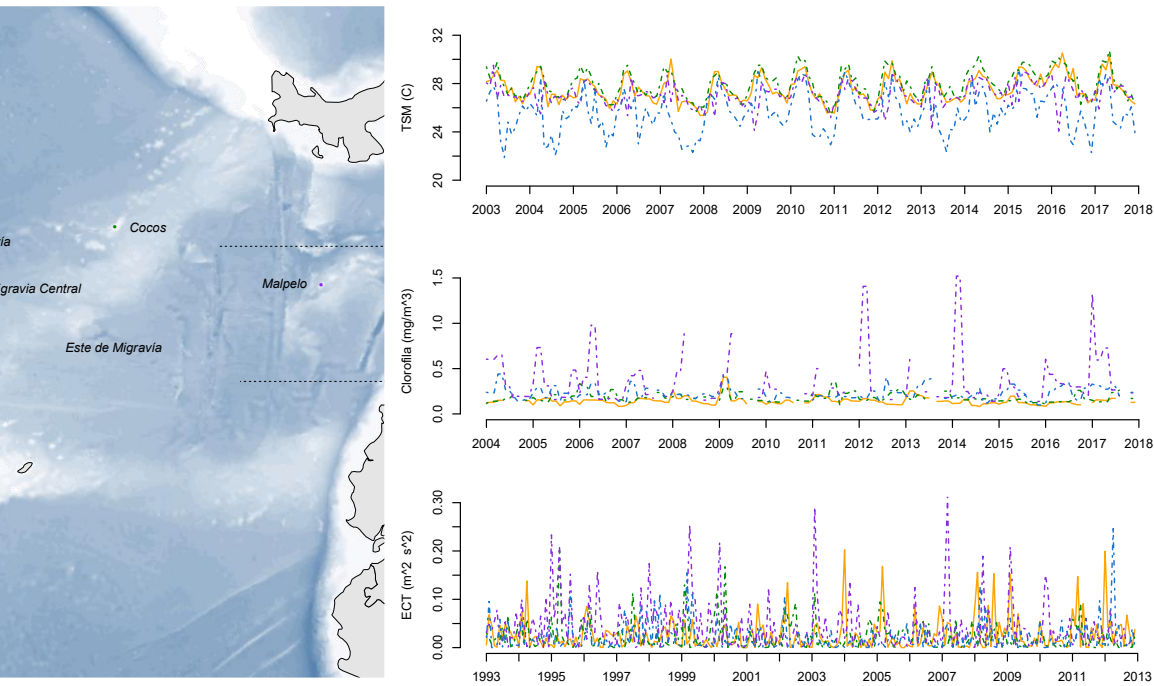 Cocos
ía
Malpelo
gravia Central
Este de Migravía
TSM (C)
32
28
24
20
2003 2004 2005 2006 2007 2008 2009 2010 2011 2012 2013 2014 2015 2016 2017 2018
Clorofila (mg/m^3)
1.5
1.0
0.5
0.0
2004 2005 2006 2007 2008 2009 2010 2011 2012 2013 2014 2015 2016 2017 2018
ECT (m^2 s^2)
0.30
0.20
0.10
0.00
1993 1995 1997 1999 2001 2003 2005 2007 2009 2011 2013